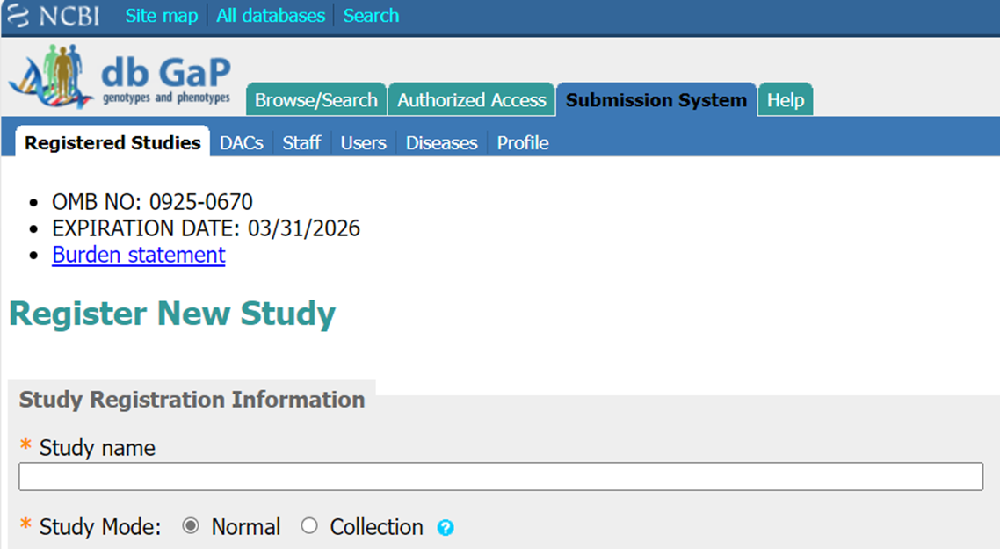 NCBI Site map All databases Search
db GaP
genotypes and phenotypes
Browse/Search Authorized Access Submission System Help
Registered Studies DACs Staff Users Diseases Profile
• OMB NO: 0925-0670
• EXPIRATION DATE: 03/31/2026
• Burden statement
Register New Study
Study Registration Information
* Study name
* Study Mode: Normal Collection ?